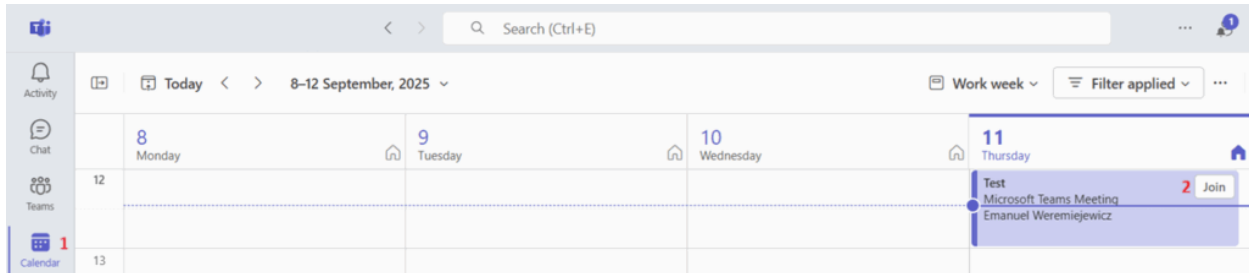 Search (Ctrl+E)
1
Activity
Today
8–12 September, 2025
Work week
Filter applied
Chat
8
Monday
9
Tuesday
10
Wednesday
11
Thursday
Teams
12
Test
Microsoft Teams Meeting
Emanuel Weremiejewicz
2 Join
Calendar 1
13